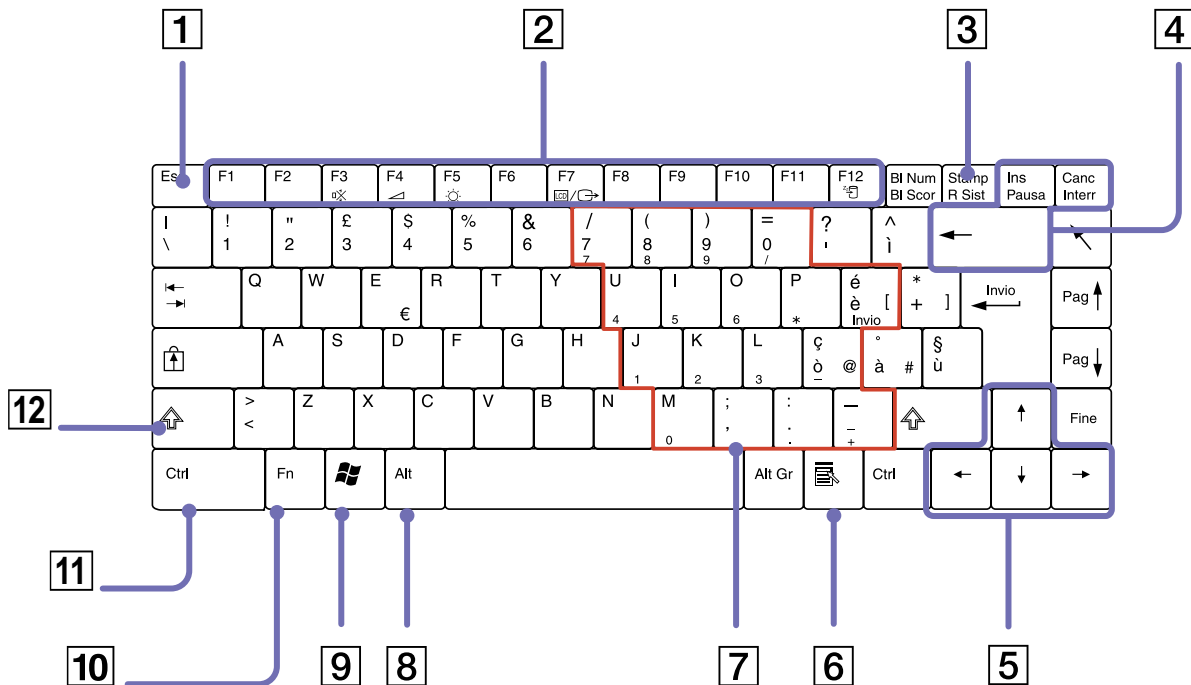 1 2 3 4
Esc F1 F2 F3 F4 F5 F6 F7 F8 F9 F10 F11 F12 Bl Num Stamp Ins Canc
LCD / Bl Scor R Sist Pausa Interr
| ! " £ $ % & / ( ) = ? ^
\ 1 2 3 4 5 6 7 8 9 0 ' ì
7 8 9 /
Q W E R T Y U I O P é *
€ è [ + ] Invio Pag
4 5 6 * Invio
A S D F G H J K L ç ° §
ò @ à # ù Pag
1 2 3 –
> Z X C V B N M ; : —
< , . –
0 . + Fine
12
Ctrl Fn Alt Alt Gr Ctrl
11
10 9 8 7 6 5